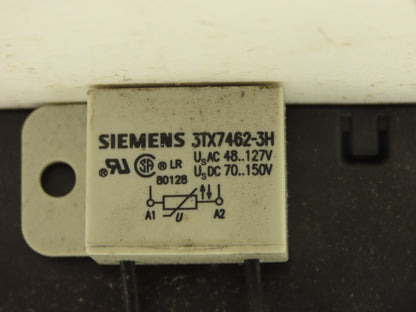 SIEMENS 3TX7462-3H
LR UsAC 48..127V
80128 UsDC 70..150V
A1 U A2